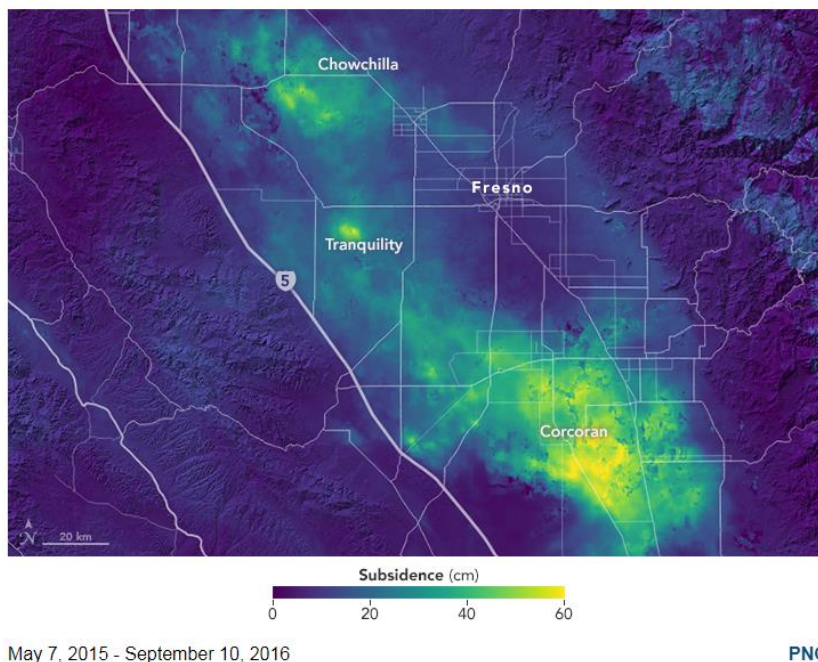 Chowchilla
Fresno
Tranquility
5
Corcoran
N
20 km
Subsidence (cm)
0 20 40 60
May 7, 2015 - September 10, 2016
PNG